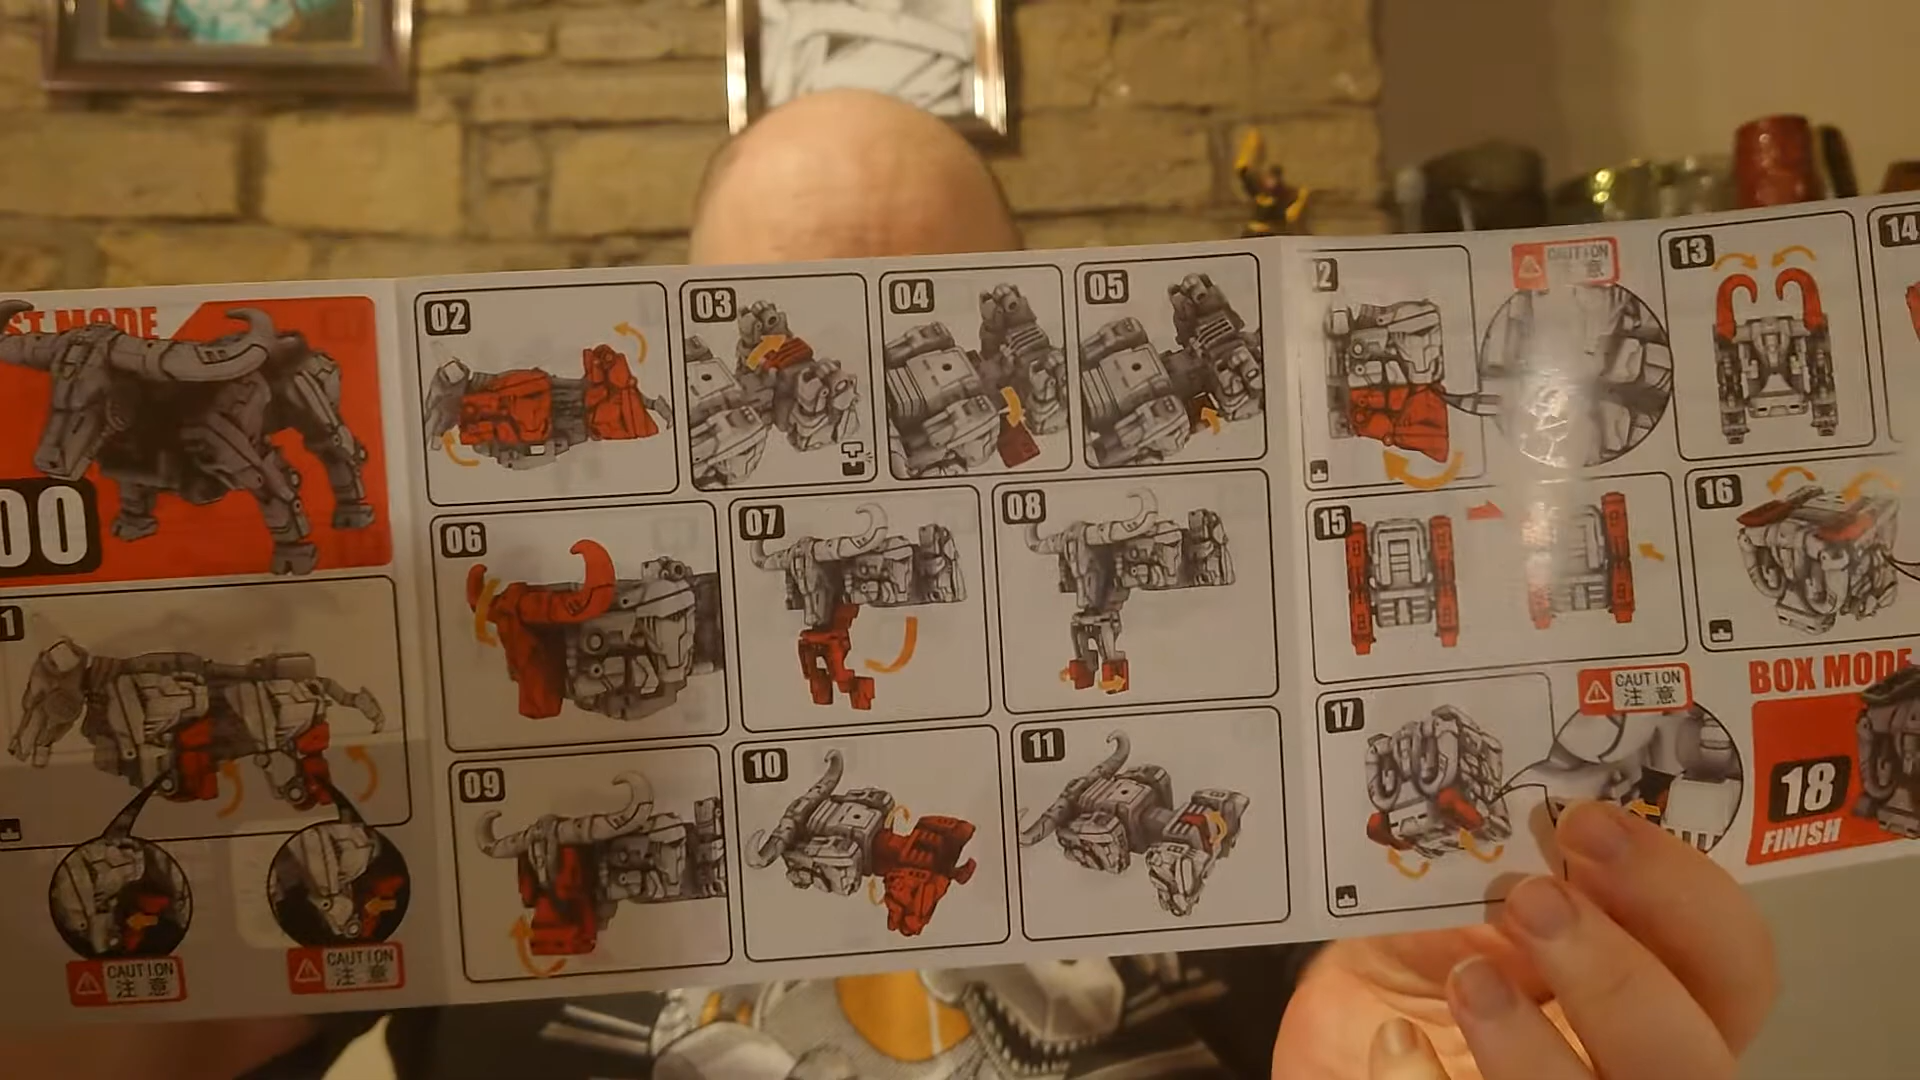 ST MODE
00
1
CAUTION
注意
CAUTION
注意
02
03
04
05
06
07
08
09
10
11
2
CAUTION
注意
13
14
15
16
17
CAUTION
注意
BOX MODE
18
FINISH